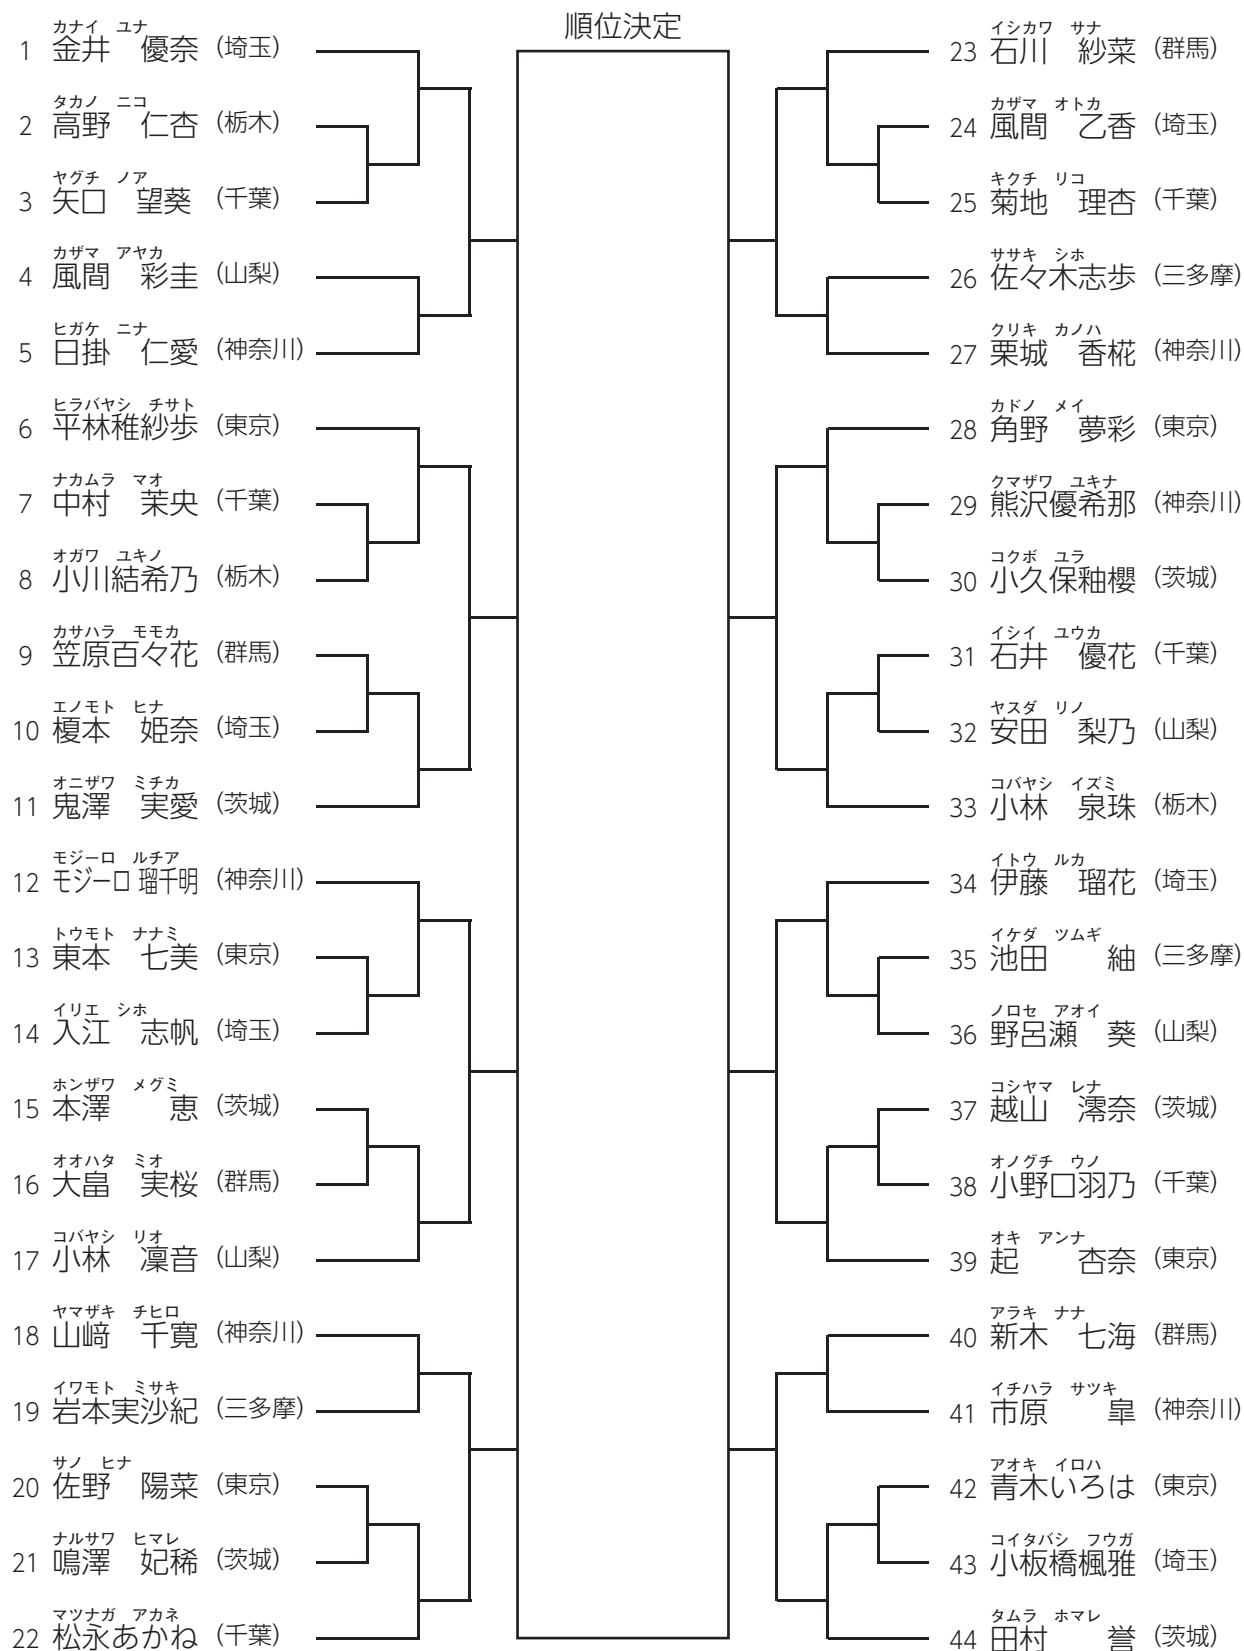 順位決定
カナイ ユナ
1 金井 優奈 (埼玉)
タカノ ニコ
2 高野 仁杏 (栃木)
ヤグチ ノア
3 矢口 望葵 (千葉)
カザマ アヤカ
4 風間 彩圭 (山梨)
ヒガケ ニナ
5 日掛 仁愛 (神奈川)
ヒラバヤシ チサト
6 平林稚紗歩 (東京)
ナカムラ マオ
7 中村 茉央 (千葉)
オガワ ユキノ
8 小川結希乃 (栃木)
カサハラ モモカ
9 笠原百々花 (群馬)
エノモト ヒナ
10 榎本 姫奈 (埼玉)
オニザワ ミチカ
11 鬼澤 実愛 (茨城)
モジーロ ルチア
12 モジーロ 瑠千明 (神奈川)
トウモト ナナミ
13 東本 七美 (東京)
イリエ シホ
14 入江 志帆 (埼玉)
ホンザワ メグミ
15 本澤 恵 (茨城)
オオハタ ミオ
16 大畠 実桜 (群馬)
コバヤシ リオ
17 小林 凜音 (山梨)
ヤマザキ チヒロ
18 山﨑 千寛 (神奈川)
イワモト ミサキ
19 岩本実沙紀 (三多摩)
サノ ヒナ
20 佐野 陽菜 (東京)
ナルサワ ヒマレ
21 鳴澤 妃稀 (茨城)
マツナガ アカネ
22 松永あかね (千葉)
イシカワ サナ
23 石川 紗菜 (群馬)
カザマ オトカ
24 風間 乙香 (埼玉)
キクチ リコ
25 菊地 理杏 (千葉)
ササキ シホ
26 佐々木志歩 (三多摩)
クリキ カノハ
27 栗城 香椛 (神奈川)
カドノ メイ
28 角野 夢彩 (東京)
クマザワ ユキナ
29 熊沢優希那 (神奈川)
コクボ ユラ
30 小久保釉櫻 (茨城)
イシイ ユウカ
31 石井 優花 (千葉)
ヤスダ リノ
32 安田 梨乃 (山梨)
コバヤシ イズミ
33 小林 泉珠 (栃木)
イトウ ルカ
34 伊藤 瑠花 (埼玉)
イケダ ツムギ
35 池田 紬 (三多摩)
ノロセ アオイ
36 野呂瀬 葵 (山梨)
コシヤマ レナ
37 越山 澪奈 (茨城)
オノグチ ウノ
38 小野口羽乃 (千葉)
オキ アンナ
39 起 杏奈 (東京)
アラキ ナナ
40 新木 七海 (群馬)
イチハラ サツキ
41 市原 皐 (神奈川)
アオキ イロハ
42 青木いろは (東京)
コイタバシ フウガ
43 小板橋楓雅 (埼玉)
タムラ ホマレ
44 田村 誉 (茨城)